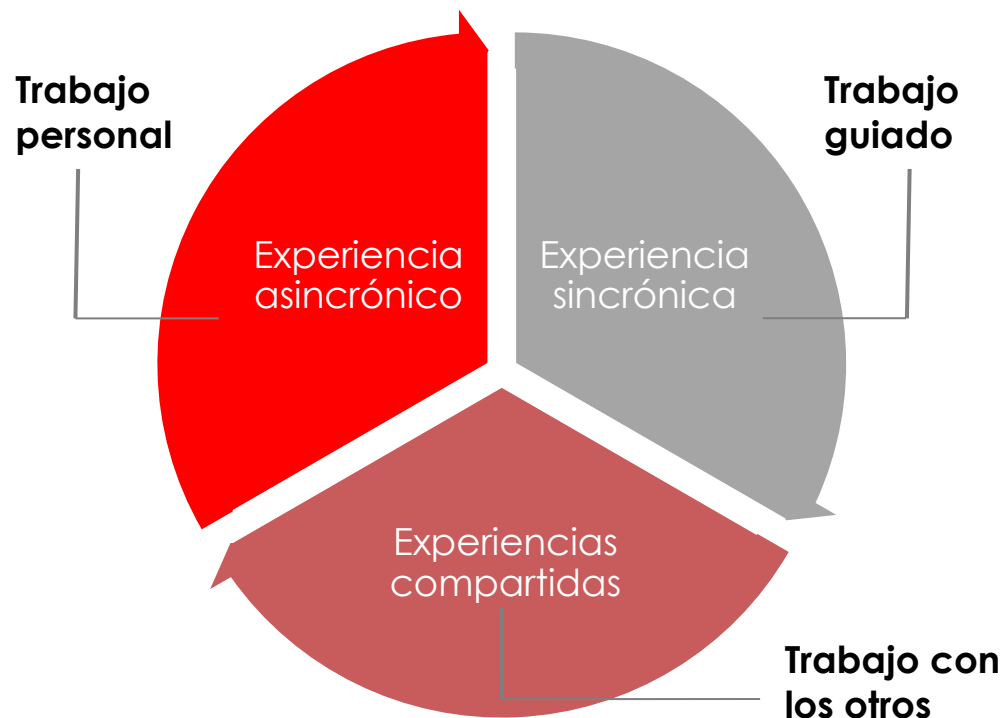 Trabajo
personal
Trabajo
guiado
Experiencia
asincrónico
Experiencia
sincrónica
Experiencias
compartidas
Trabajo con
los otros